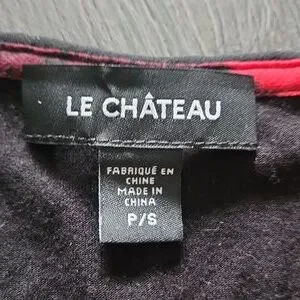 LE CHÂTEAU
FABRIQUÉ EN
CHINE
MADE IN
CHINA
P/S